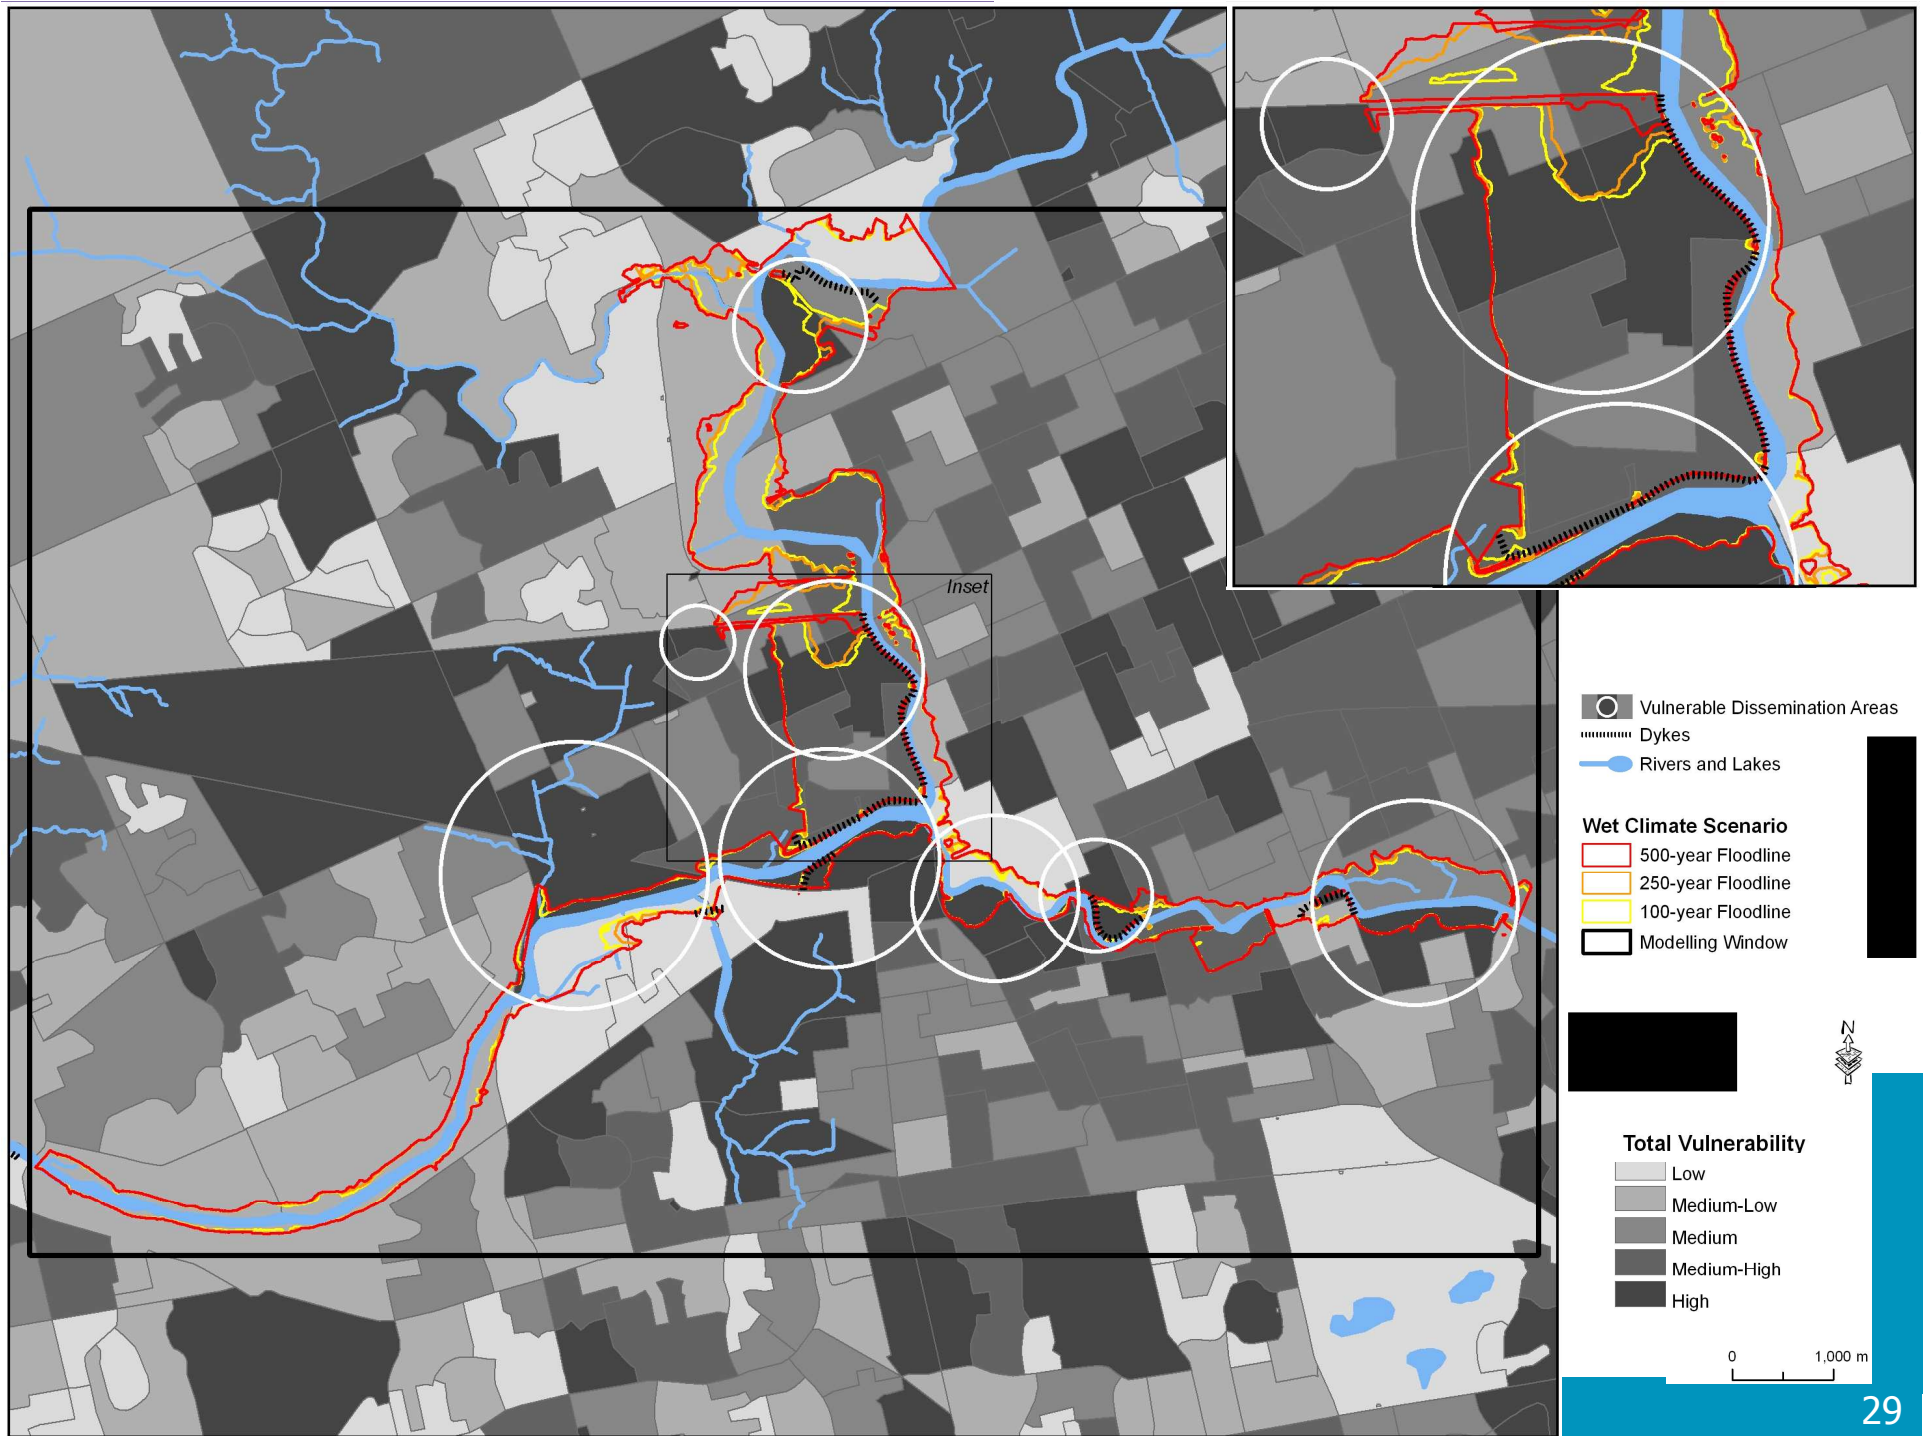 Inset
Vulnerable Dissemination Areas
Dykes
Rivers and Lakes
Wet Climate Scenario
500-year Floodline
250-year Floodline
100-year Floodline
Modelling Window
N
Total Vulnerability
Low
Medium-Low
Medium
Medium-High
High
0 1,000 m
29